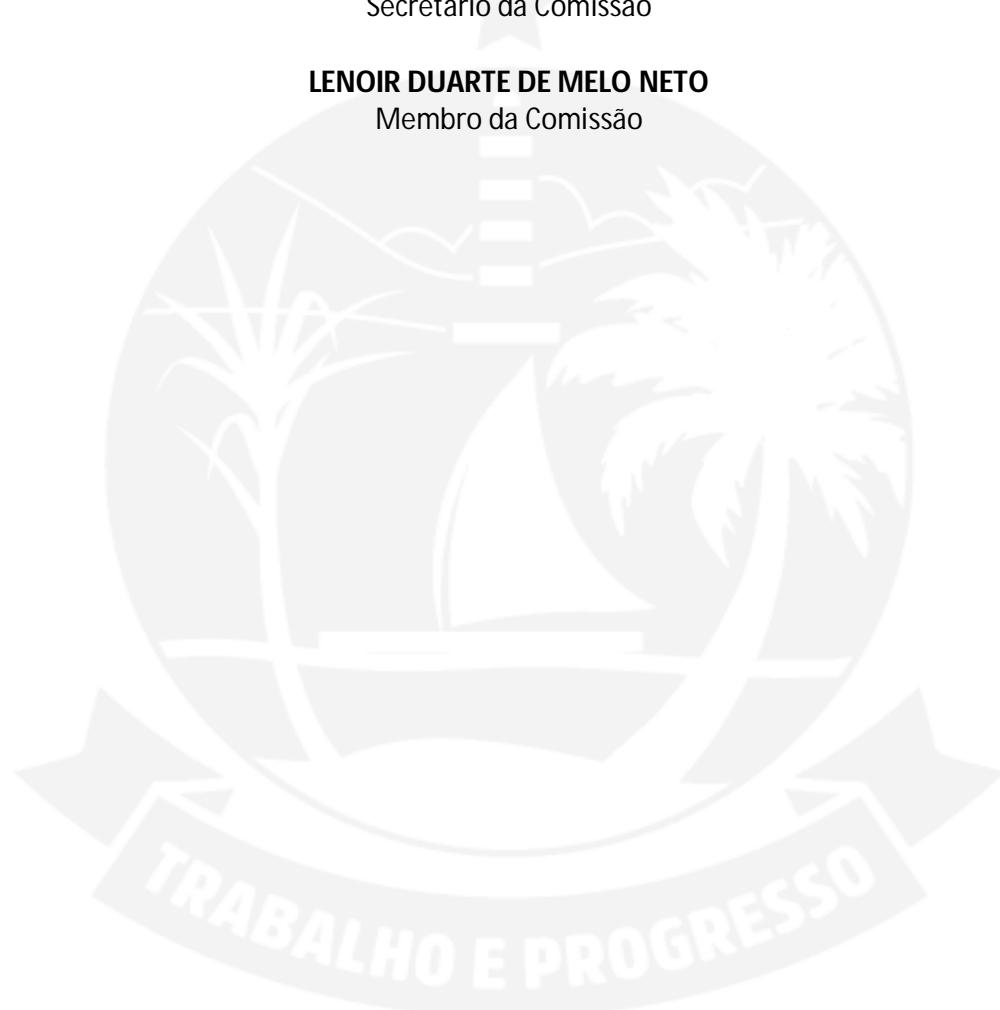 Secretário da Comissão
LENOIR DUARTE DE MELO NETO
Membro da Comissão
TRABALHO E PROGRESSO